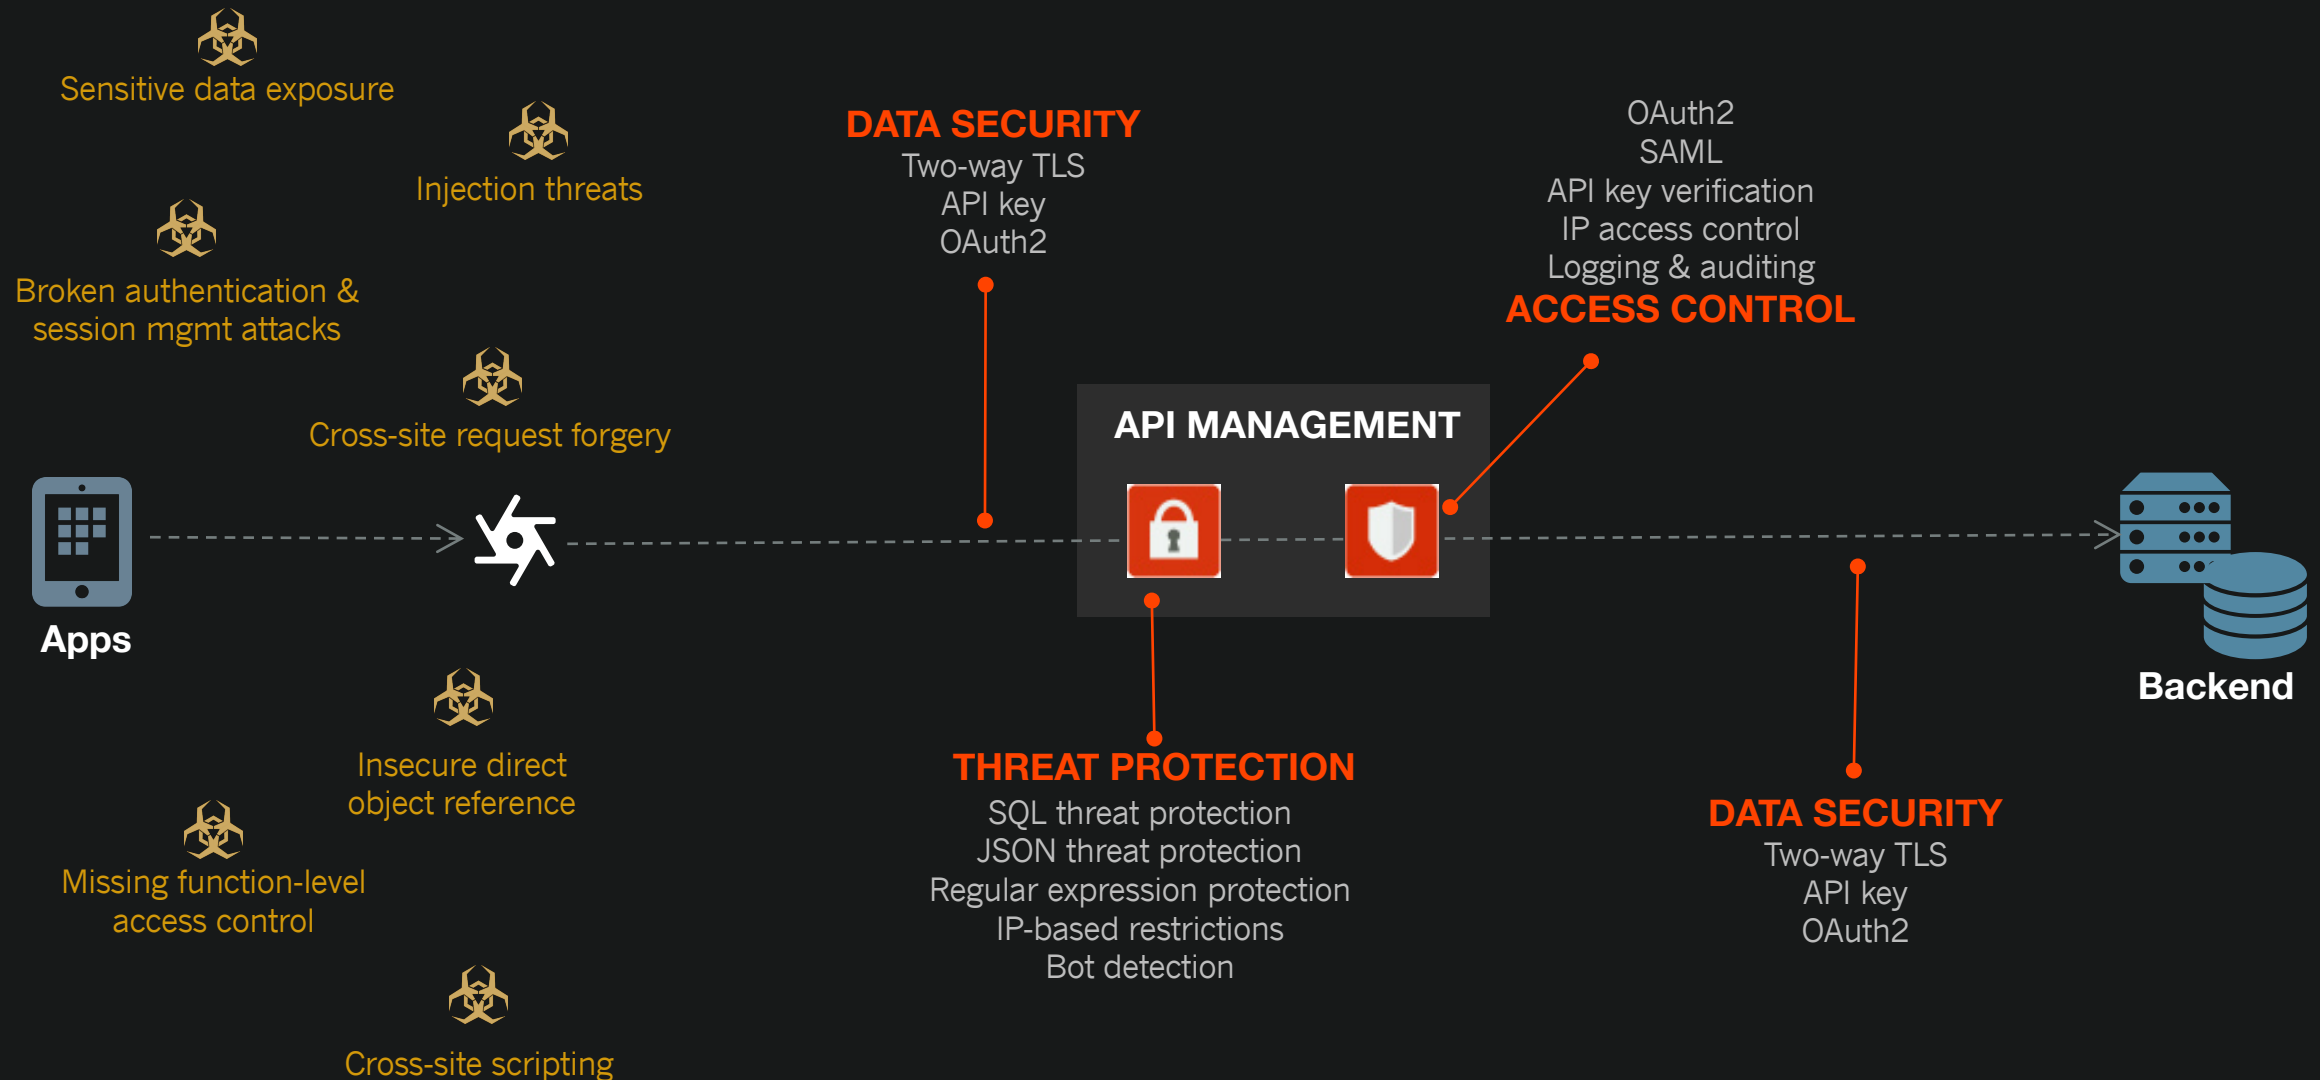 Sensitive data exposure
Injection threats
Broken authentication &
session mgmt attacks
Cross-site request forgery
Apps
Insecure direct
object reference
Missing function-level
access control
Cross-site scripting
DATA SECURITY
Two-way TLS
API key
OAuth2
OAuth2
SAML
API key verification
IP access control
Logging & auditing
ACCESS CONTROL
API MANAGEMENT
THREAT PROTECTION
SQL threat protection
JSON threat protection
Regular expression protection
IP-based restrictions
Bot detection
DATA SECURITY
Two-way TLS
API key
OAuth2
Backend